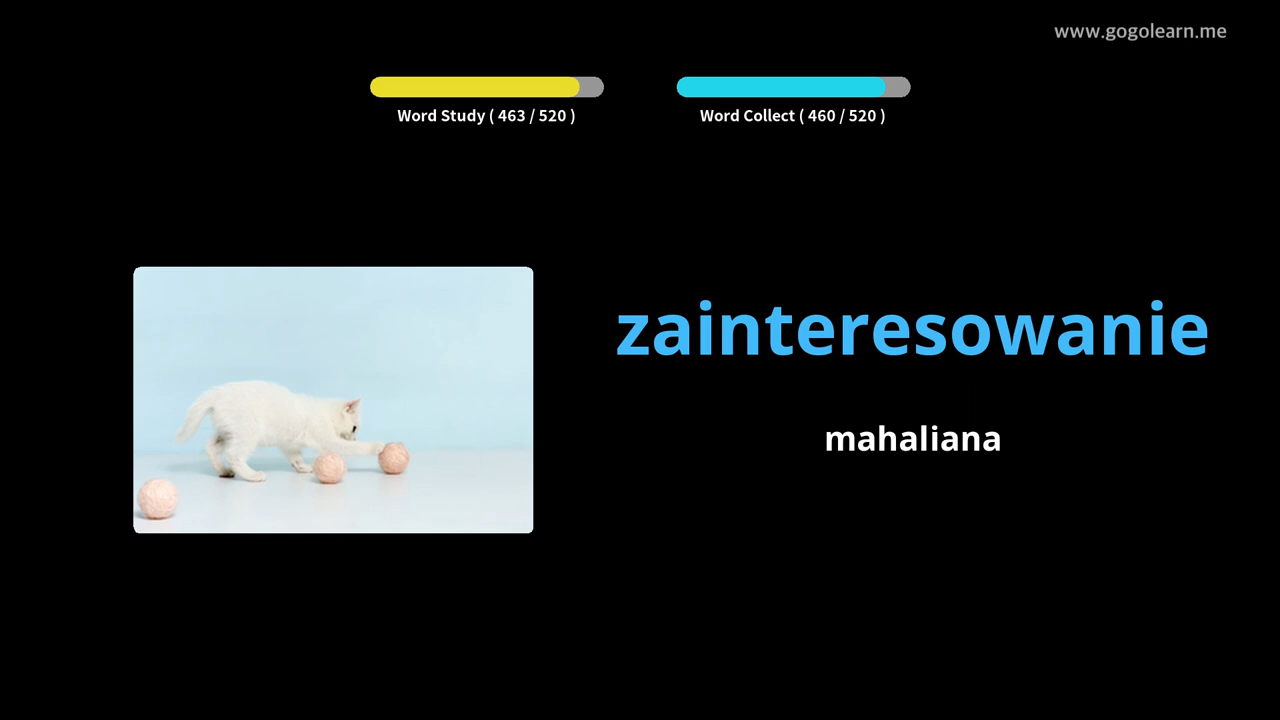 www.gogolearn.me
Word Study ( 463 / 520 )
Word Collect ( 460 / 520 )
zainteresowanie
mahaliana